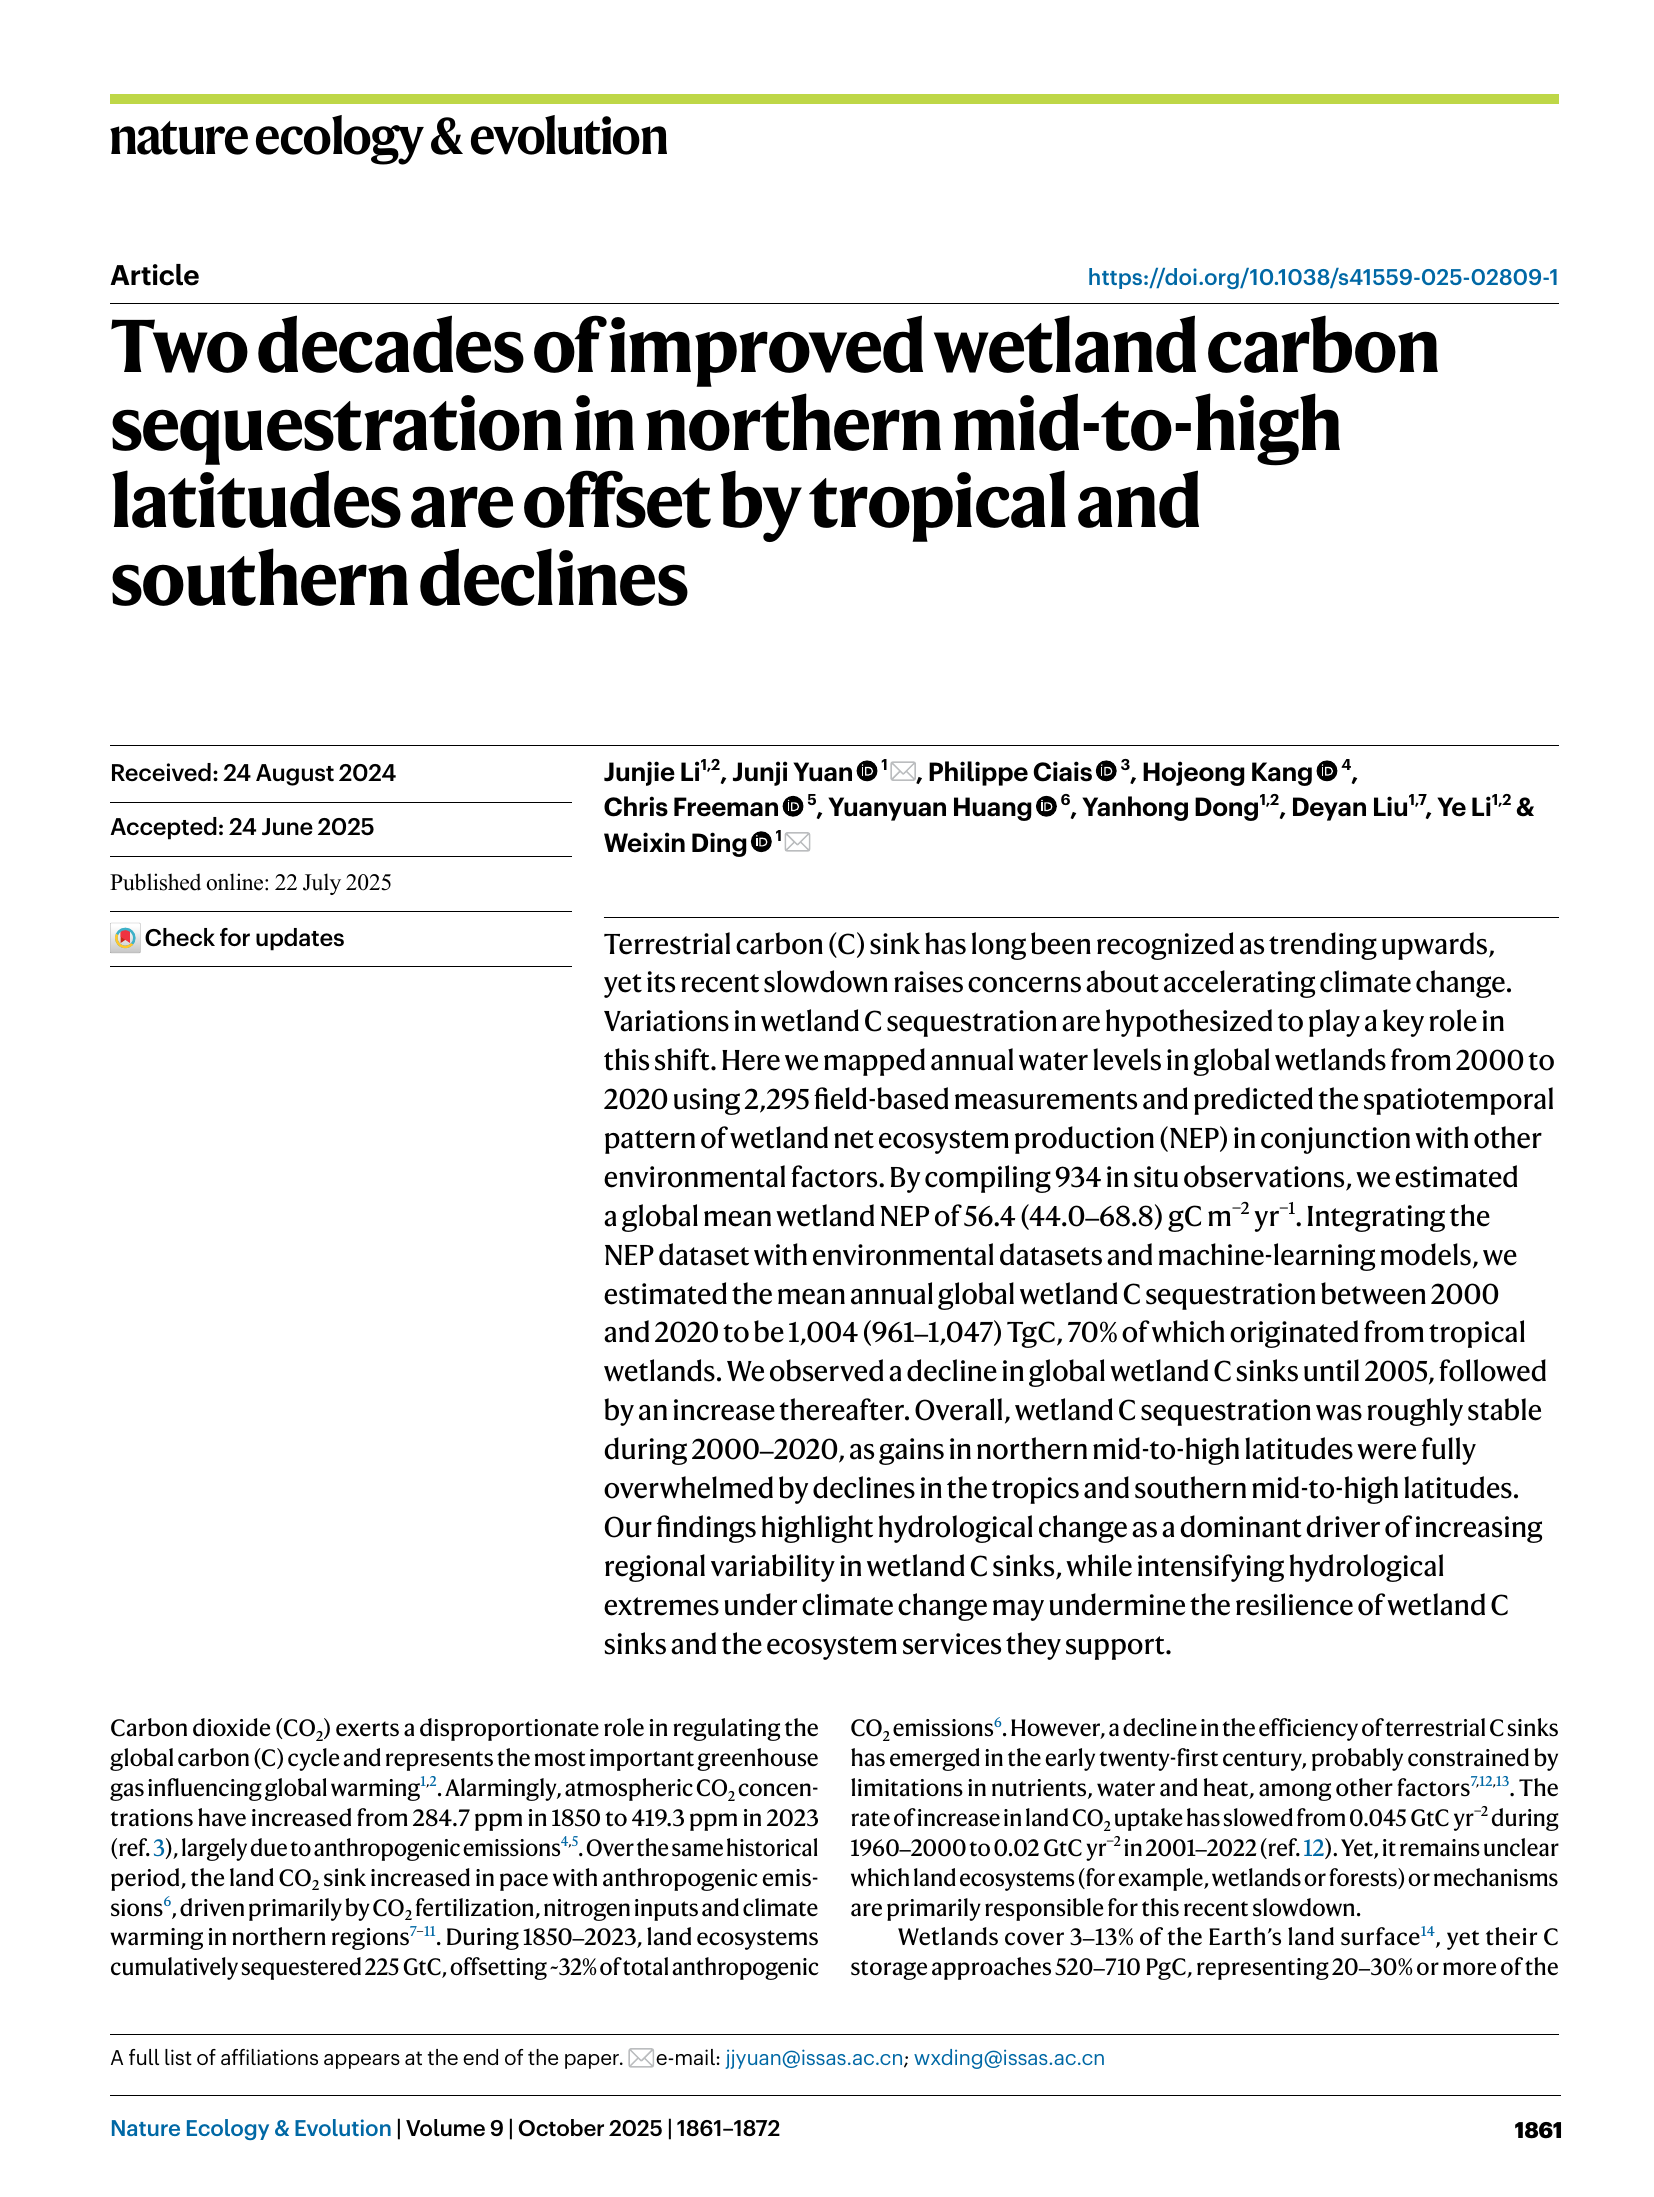 nature ecology & evolution
Article
https://doi.org/10.1038/s41559-025-02809-1
Two decades of improved wetland carbon
sequestration in northern mid-to-high
latitudes are offset by tropical and
southern declines
Received: 24 August 2024
Accepted: 24 June 2025
Published online: 22 July 2025
Check for updates
Junjie Li1,2, Junji Yuan iD 1, Philippe Ciais iD 3, Hojeong Kang iD 4,
Chris Freeman iD 5, Yuanyuan Huang iD 6, Yanhong Dong1,2, Deyan Liu1,7, Ye Li1,2 &
Weixin Ding iD 1
Terrestrial carbon (C) sink has long been recognized as trending upwards,
yet its recent slowdown raises concerns about accelerating climate change.
Variations in wetland C sequestration are hypothesized to play a key role in
this shift. Here we mapped annual water levels in global wetlands from 2000 to
2020 using 2,295 field-based measurements and predicted the spatiotemporal
pattern of wetland net ecosystem production (NEP) in conjunction with other
environmental factors. By compiling 934 in situ observations, we estimated
a global mean wetland NEP of 56.4 (44.0–68.8) gC m−2 yr−1. Integrating the
NEP dataset with environmental datasets and machine-learning models, we
estimated the mean annual global wetland C sequestration between 2000
and 2020 to be 1,004 (961–1,047) TgC, 70% of which originated from tropical
wetlands. We observed a decline in global wetland C sinks until 2005, followed
by an increase thereafter. Overall, wetland C sequestration was roughly stable
during 2000–2020, as gains in northern mid-to-high latitudes were fully
overwhelmed by declines in the tropics and southern mid-to-high latitudes.
Our findings highlight hydrological change as a dominant driver of increasing
regional variability in wetland C sinks, while intensifying hydrological
extremes under climate change may undermine the resilience of wetland C
sinks and the ecosystem services they support.
Carbon dioxide (CO2) exerts a disproportionate role in regulating the
global carbon (C) cycle and represents the most important greenhouse
gas influencing global warming1,2. Alarmingly, atmospheric CO2 concen-
trations have increased from 284.7 ppm in 1850 to 419.3 ppm in 2023
(ref. 3), largely due to anthropogenic emissions4,5. Over the same historical
period, the land CO2 sink increased in pace with anthropogenic emis-
sions6, driven primarily by CO2 fertilization, nitrogen inputs and climate
warming in northern regions7–11. During 1850–2023, land ecosystems
cumulatively sequestered 225 GtC, offsetting ~32% of total anthropogenic
CO2 emissions6. However, a decline in the efficiency of terrestrial C sinks
has emerged in the early twenty-first century, probably constrained by
limitations in nutrients, water and heat, among other factors7,12,13. The
rate of increase in land CO2 uptake has slowed from 0.045 GtC yr−2 during
1960–2000 to 0.02 GtC yr−2 in 2001–2022 (ref. 12). Yet, it remains unclear
which land ecosystems (for example, wetlands or forests) or mechanisms
are primarily responsible for this recent slowdown.
Wetlands cover 3–13% of the Earth’s land surface14, yet their C
storage approaches 520–710 PgC, representing 20–30% or more of the
A full list of affiliations appears at the end of the paper. e-mail: jjyuan@issas.ac.cn; wxding@issas.ac.cn
Nature Ecology & Evolution | Volume 9 | October 2025 | 1861–1872
1861